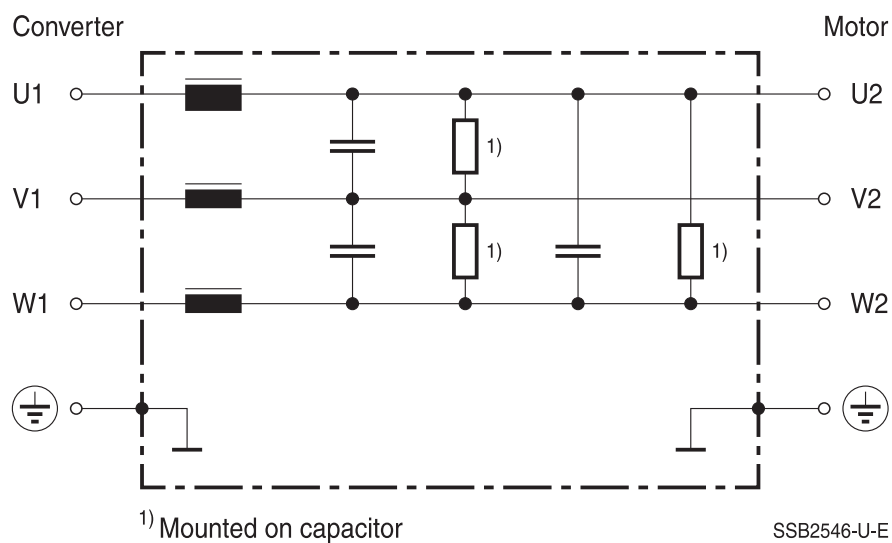 Converter Motor
U1 U2
1)
V1 V2
1) 1)
W1 W2
1) Mounted on capacitor
SSB2546-U-E